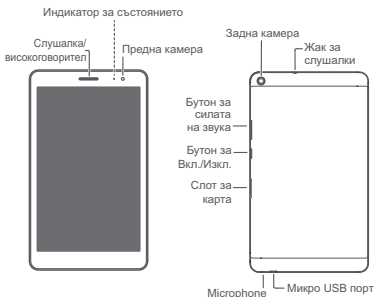 Индикатор за състоянието
Слушалка/
високоговорител
Предна камера
Задна камера
Жак за
слушалки
Бутон за
силата
на звука
Бутон за
Вкл./Изкл.
Слот за
карта
Microphone
Микро USB порт